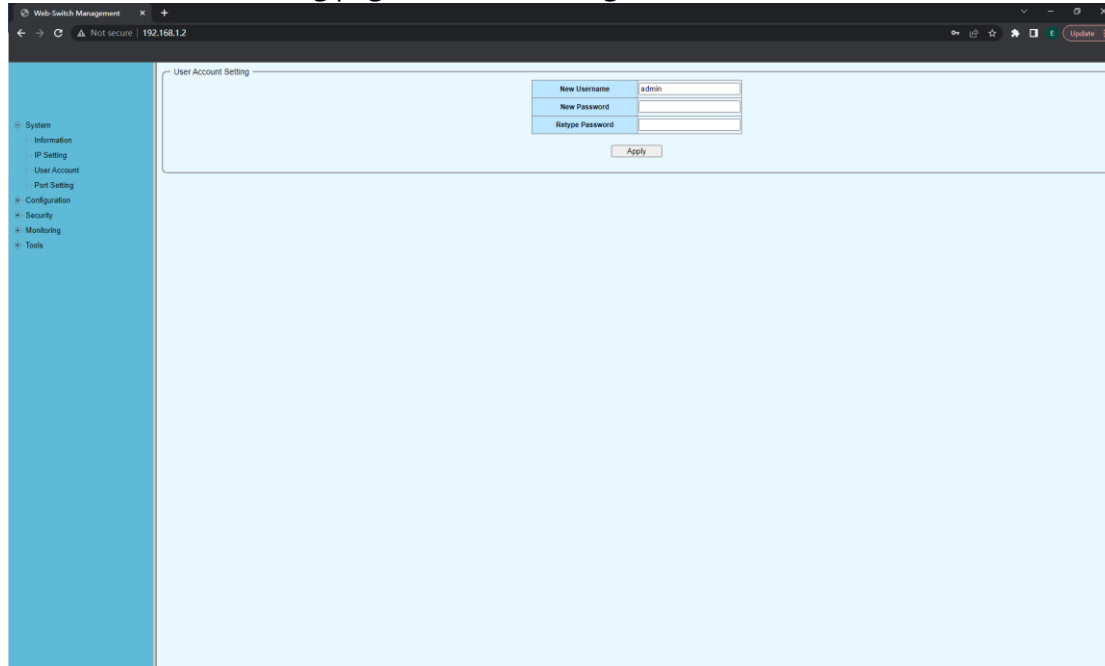 Web-Switch Management
Not secure | 192.168.1.2
E Update
User Account Setting
New Username admin
New Password
Retype Password
Apply
System
Information
IP Setting
User Account
Port Setting
Configuration
Security
Monitoring
Tools